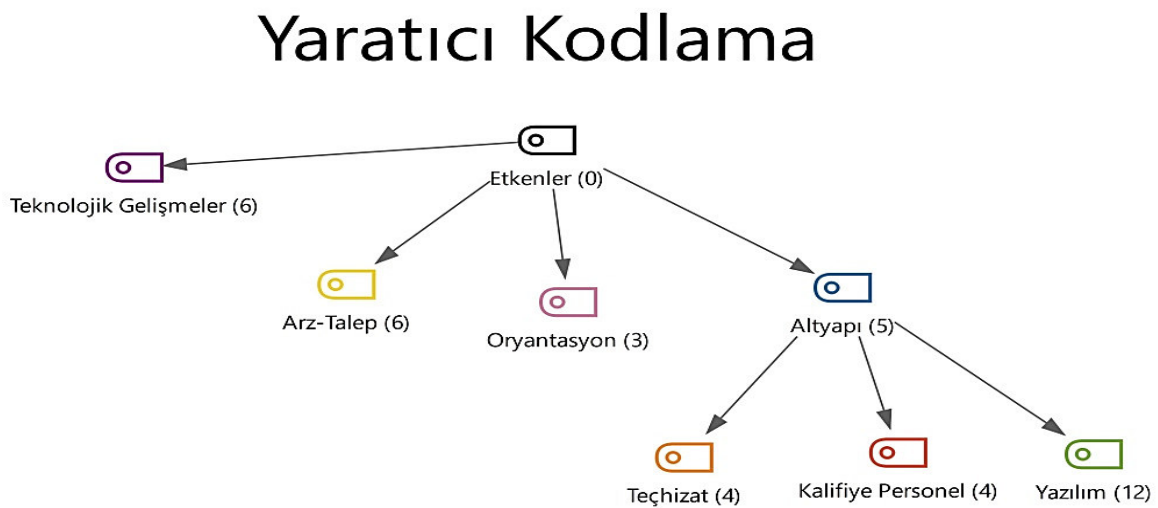 Yaratıcı Kodlama
Etkenler (0)
Teknolojik Gelişmeler (6)
Arz-Talep (6)
Oryantasyon (3)
Altyapı (5)
Teçhizat (4)
Kalifiye Personel (4)
Yazılım (12)